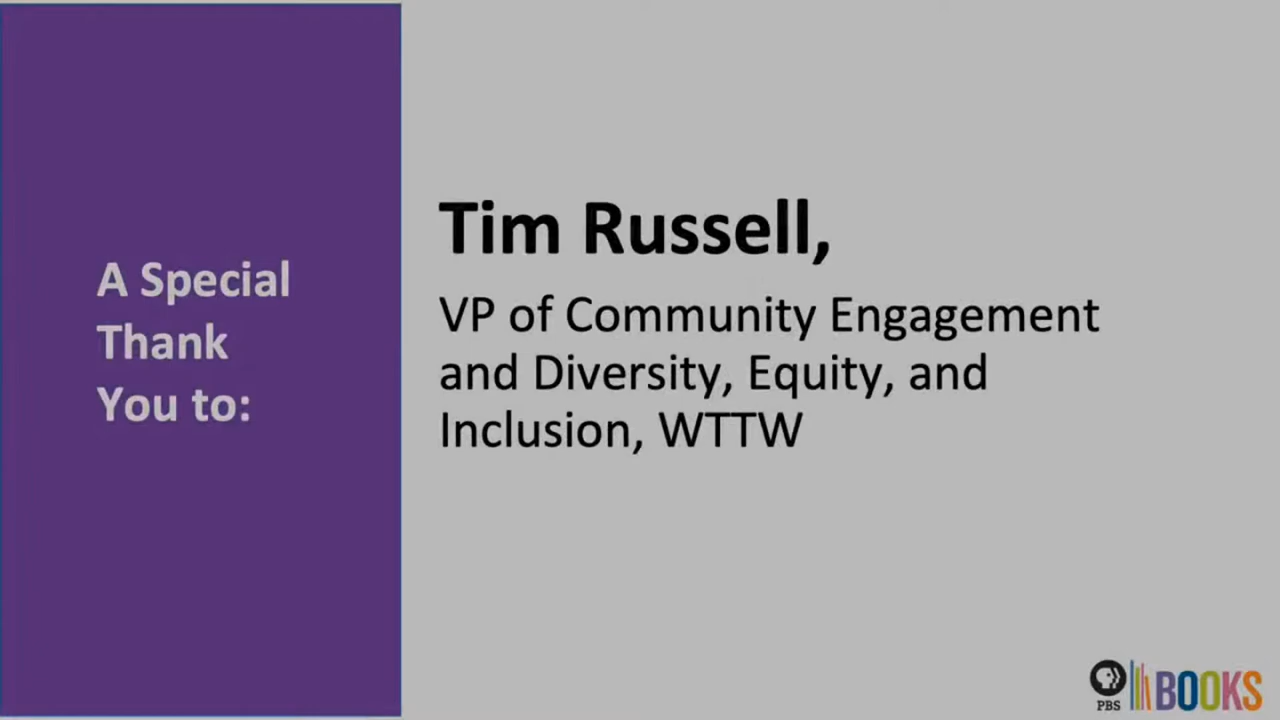 A Special
Thank
You to:
Tim Russell,
VP of Community Engagement
and Diversity, Equity, and
Inclusion, WTTW
PBS
BOOKS